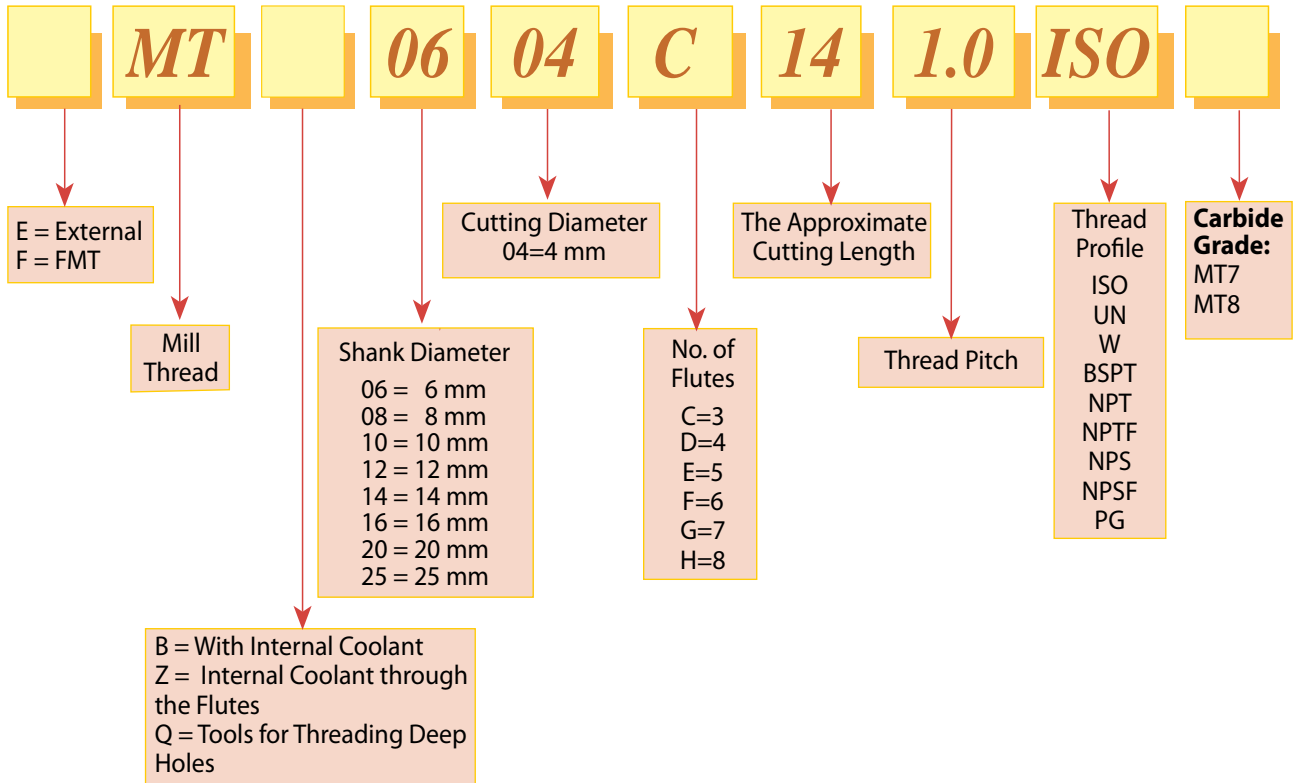 MT 06 04 C 14 1.0 ISO
E = External
F = FMT
Mill
Thread
B = With Internal Coolant
Z = Internal Coolant through
the Flutes
Q = Tools for Threading Deep
Holes
Shank Diameter
06 = 6 mm
08 = 8 mm
10 = 10 mm
12 = 12 mm
14 = 14 mm
16 = 16 mm
20 = 20 mm
25 = 25 mm
Cutting Diameter
04=4 mm
No. of
Flutes
C=3
D=4
E=5
F=6
G=7
H=8
The Approximate
Cutting Length
Thread Pitch
Thread
Profile
ISO
UN
W
BSPT
NPT
NPTF
NPS
NPSF
PG
Carbide
Grade:
MT7
MT8